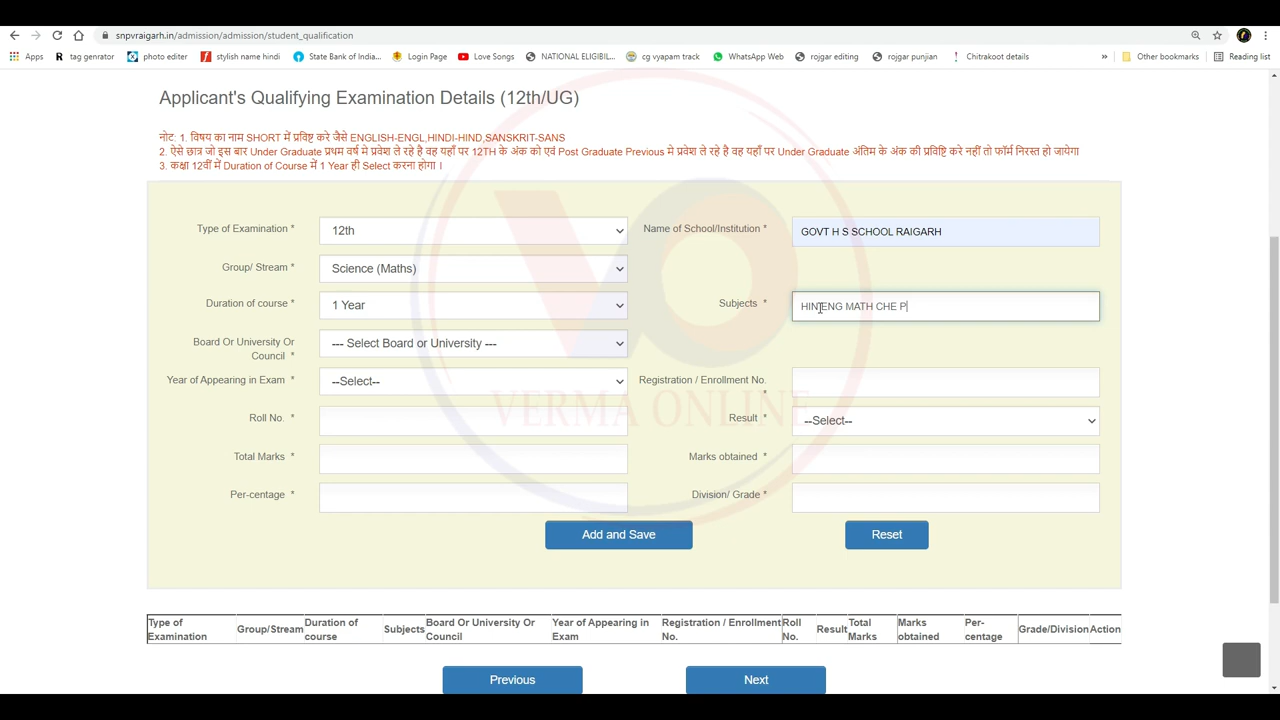 snpvraigarh.in/admission/admission/student_qualification
Apps
tag genrator
photo editer
stylish name hindi
State Bank of India...
Login Page
Love Songs
NATIONAL ELIGIBIL...
cg vyapam track
WhatsApp Web
rojgar editing
rojgar punjian
Chitrakoot details
»
Other bookmarks
Reading list
Applicant's Qualifying Examination Details (12th/UG)
नोट: 1. विषय का नाम SHORT में प्रविष्ट करे जैसे ENGLISH-ENGL,HINDI-HIND,SANSKRIT-SANS
2. ऐसे छात्र जो इस बार Under Graduate प्रथम वर्ष मे प्रवेश ले रहे है वह यहाँ पर 12TH के अंक को एवं Post Graduate Previous मे प्रवेश ले रहे है वह यहाँ पर Under Graduate अंतिम के अंक की प्रविष्टि करे नहीं तो फॉर्म निरस्त हो जायेगा
3. कक्षा 12वीं में Duration of Course में 1 Year ही Select करना होगा ।
Type of Examination * 12th Name of School/Institution * GOVT H S SCHOOL RAIGARH
Group/ Stream * Science (Maths)
Duration of course * 1 Year Subjects * HIN ENG MATH CHE P
Board Or University Or Council * --- Select Board or University ---
Year of Appearing in Exam * --Select-- Registration / Enrollment No. *
Roll No. * Result * --Select--
Total Marks * Marks obtained *
Per-centage * Division/ Grade *
Add and Save Reset
VERMA ONLINE
Type of Examination Group/Stream Duration of course Subjects Board Or University Or Council Year of Appearing in Exam Registration / Enrollment No. Roll No. Result Total Marks Marks obtained Per-centage Grade/Division Action
Previous Next